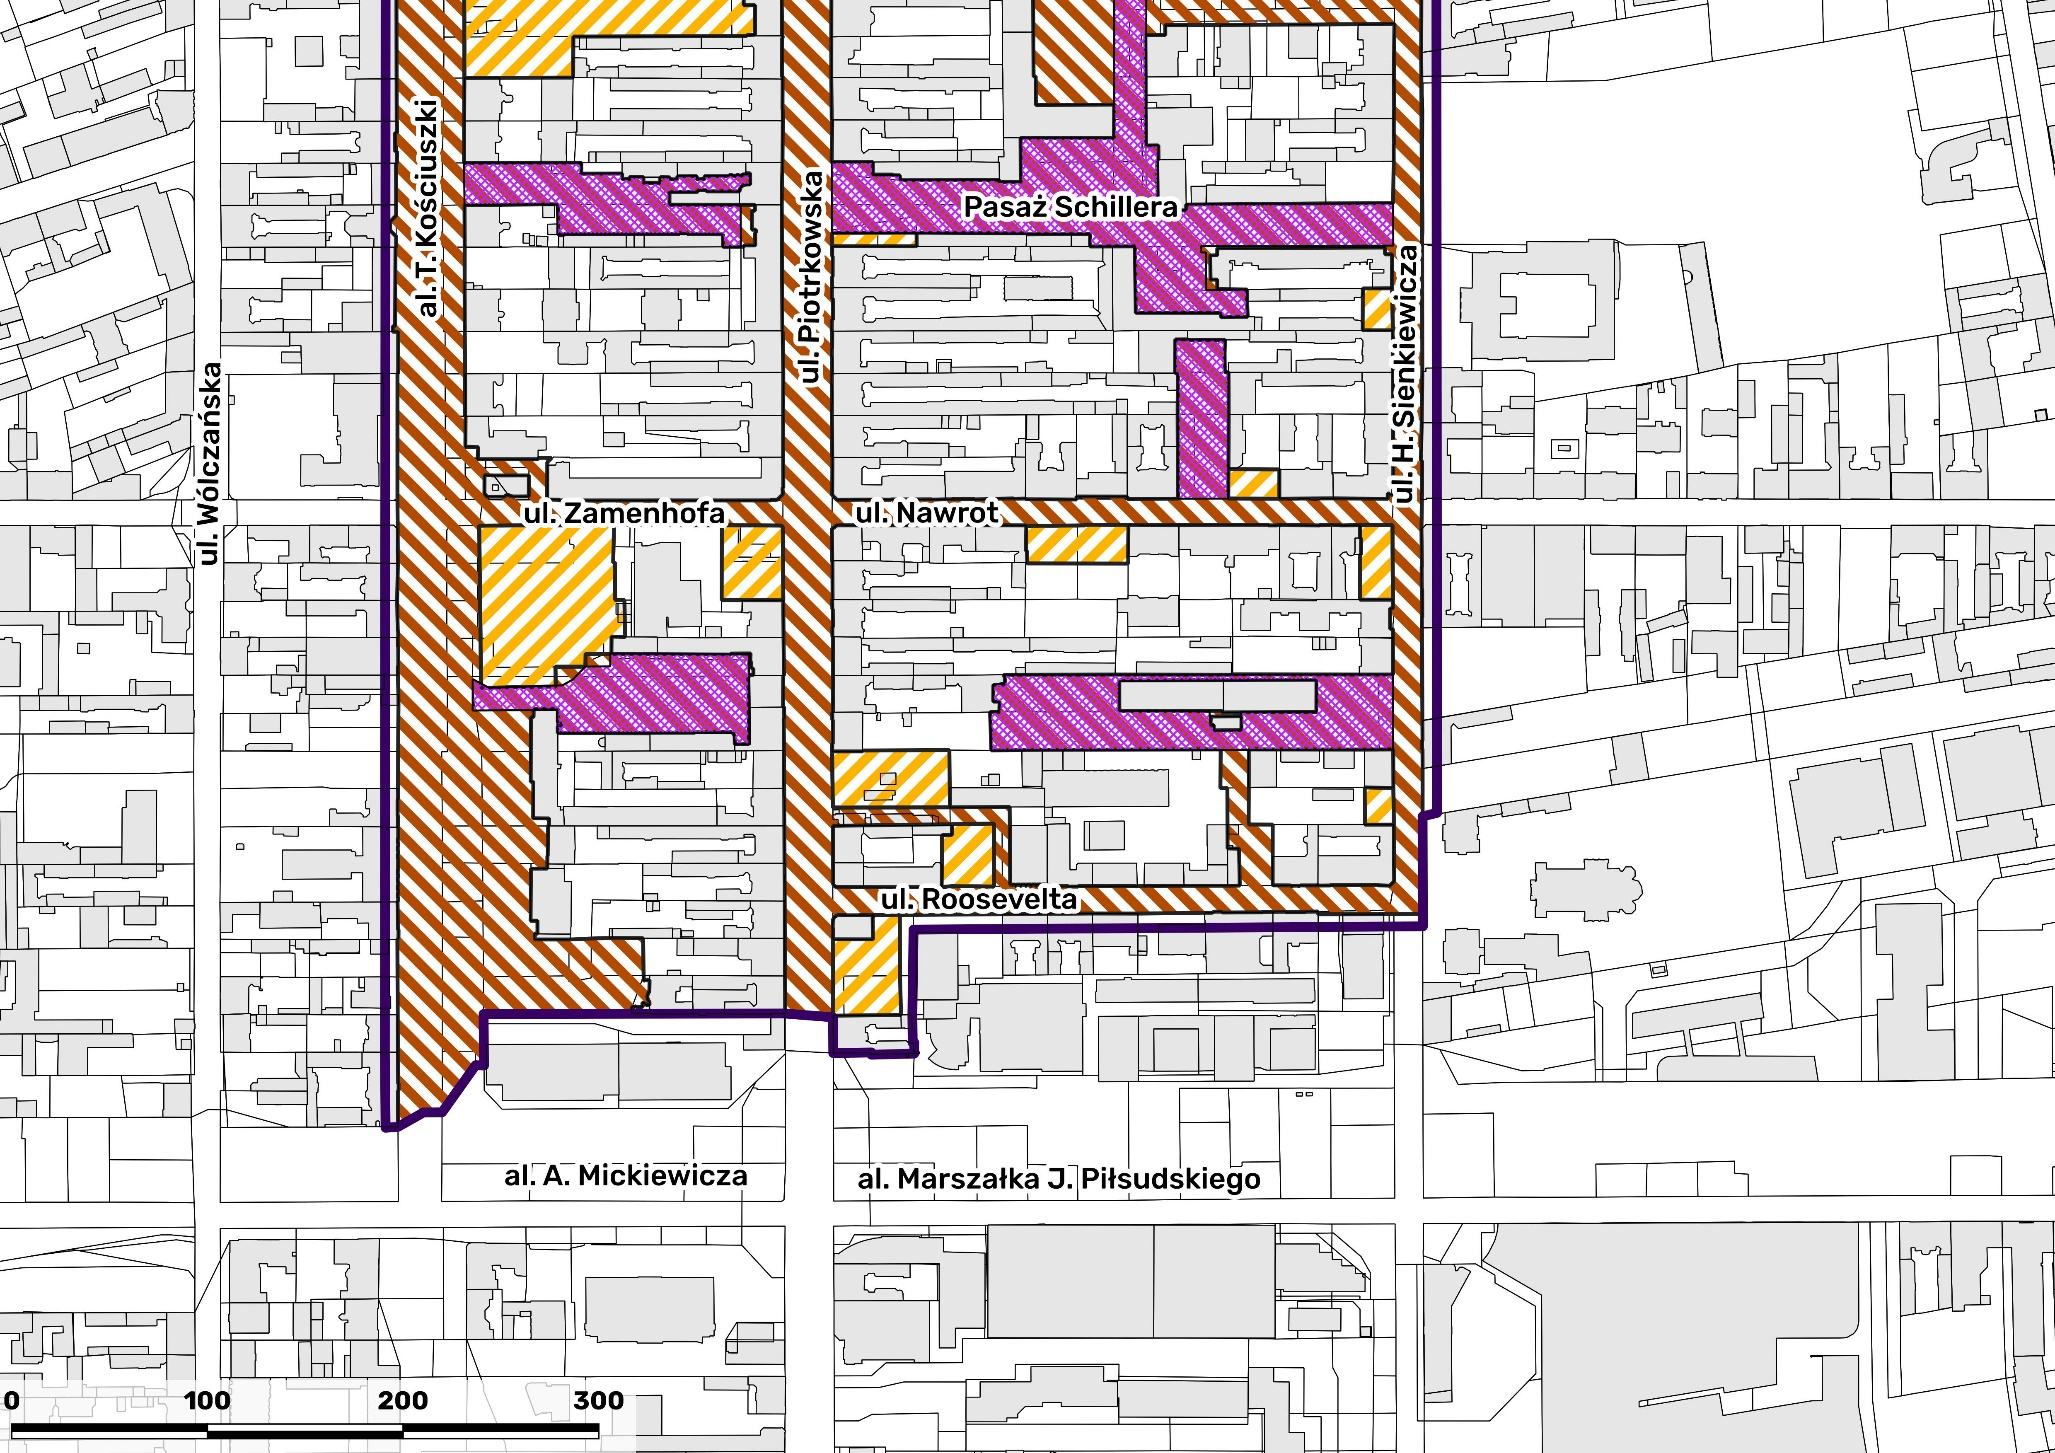 al. T. Kościuszki
ul. Piotrkowska
Pasaż Schillera
ul. H. Sienkiewicza
ul. Wólczańska
ul. Zamenhofa
ul. Nawrot
ul. Roosevelta
al. A. Mickiewicza
al. Marszałka J. Piłsudskiego
0 100 200 300